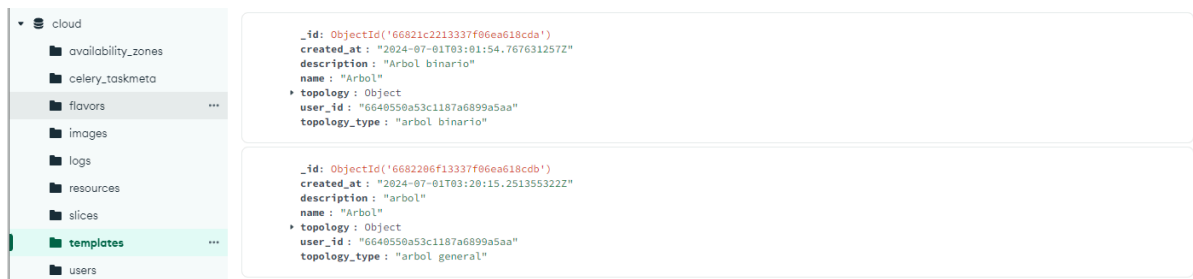 cloud
availability_zones
celery_taskmeta
flavors
images
logs
resources
slices
templates
users
_id: ObjectId('66821c2213337f06ea618cda')
created_at : "2024-07-01T03:01:54.767631257Z"
description : "Arbol binario"
name : "Arbol"
topology : Object
user_id : "6640550a53c1187a6899a5aa"
topology_type : "arbol binario"
_id: ObjectId('6682206f13337f06ea618cdb')
created_at : "2024-07-01T03:20:15.251355322Z"
description : "arbol"
name : "Arbol"
topology : Object
user_id : "6640550a53c1187a6899a5aa"
topology_type : "arbol general"